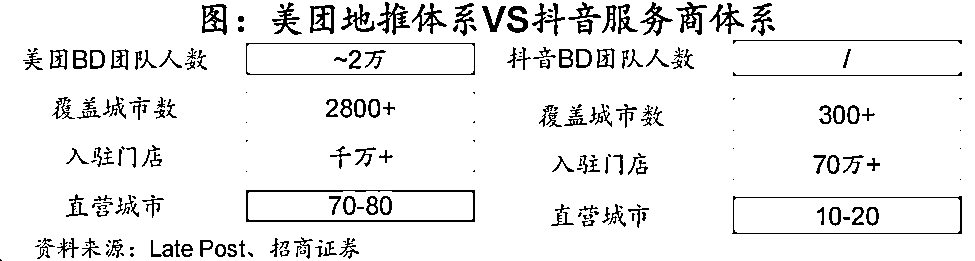 图：美团地推体系VS抖音服务商体系
美团BD团队人数 ~2万 抖音BD团队人数 /
覆盖城市数 2800+ 覆盖城市数 300+
入驻门店 千万+ 入驻门店 70万+
直营城市 70-80 直营城市 10-20
资料来源：Late Post、招商证券